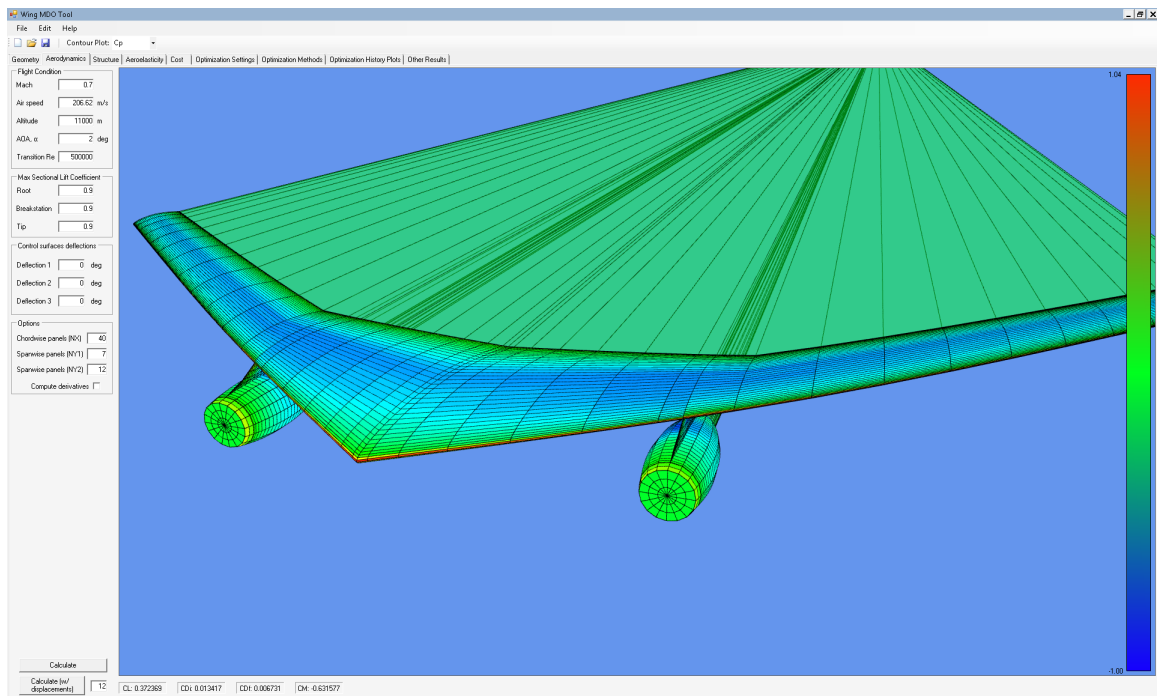 Wing MDO Tool
File Edit Help
Contour Plot: Cp
Geometry Aerodynamics Structure Aeroelasticity Cost Optimization Settings Optimization Methods Optimization History Plots Other Results
Flight Condition
Mach 0.7
Air speed 206.62 m/s
Altitude 11000 m
AOA, α 2 deg
Transition Re 500000
Max Sectional Lift Coefficient
Root 0.9
Breakstation 0.9
Tip 0.9
Control surfaces deflections
Deflection 1 0 deg
Deflection 2 0 deg
Deflection 3 0 deg
Options
Chordwise panels (NX) 40
Spanwise panels (NY1) 7
Spanwise panels (NY2) 12
Compute derivatives
1.04
-1.00
Calculate
Calculate (w/
displacements) 12
CL: 0.372369 CDi: 0.013417 CDf: 0.006731 CM: -0.631577